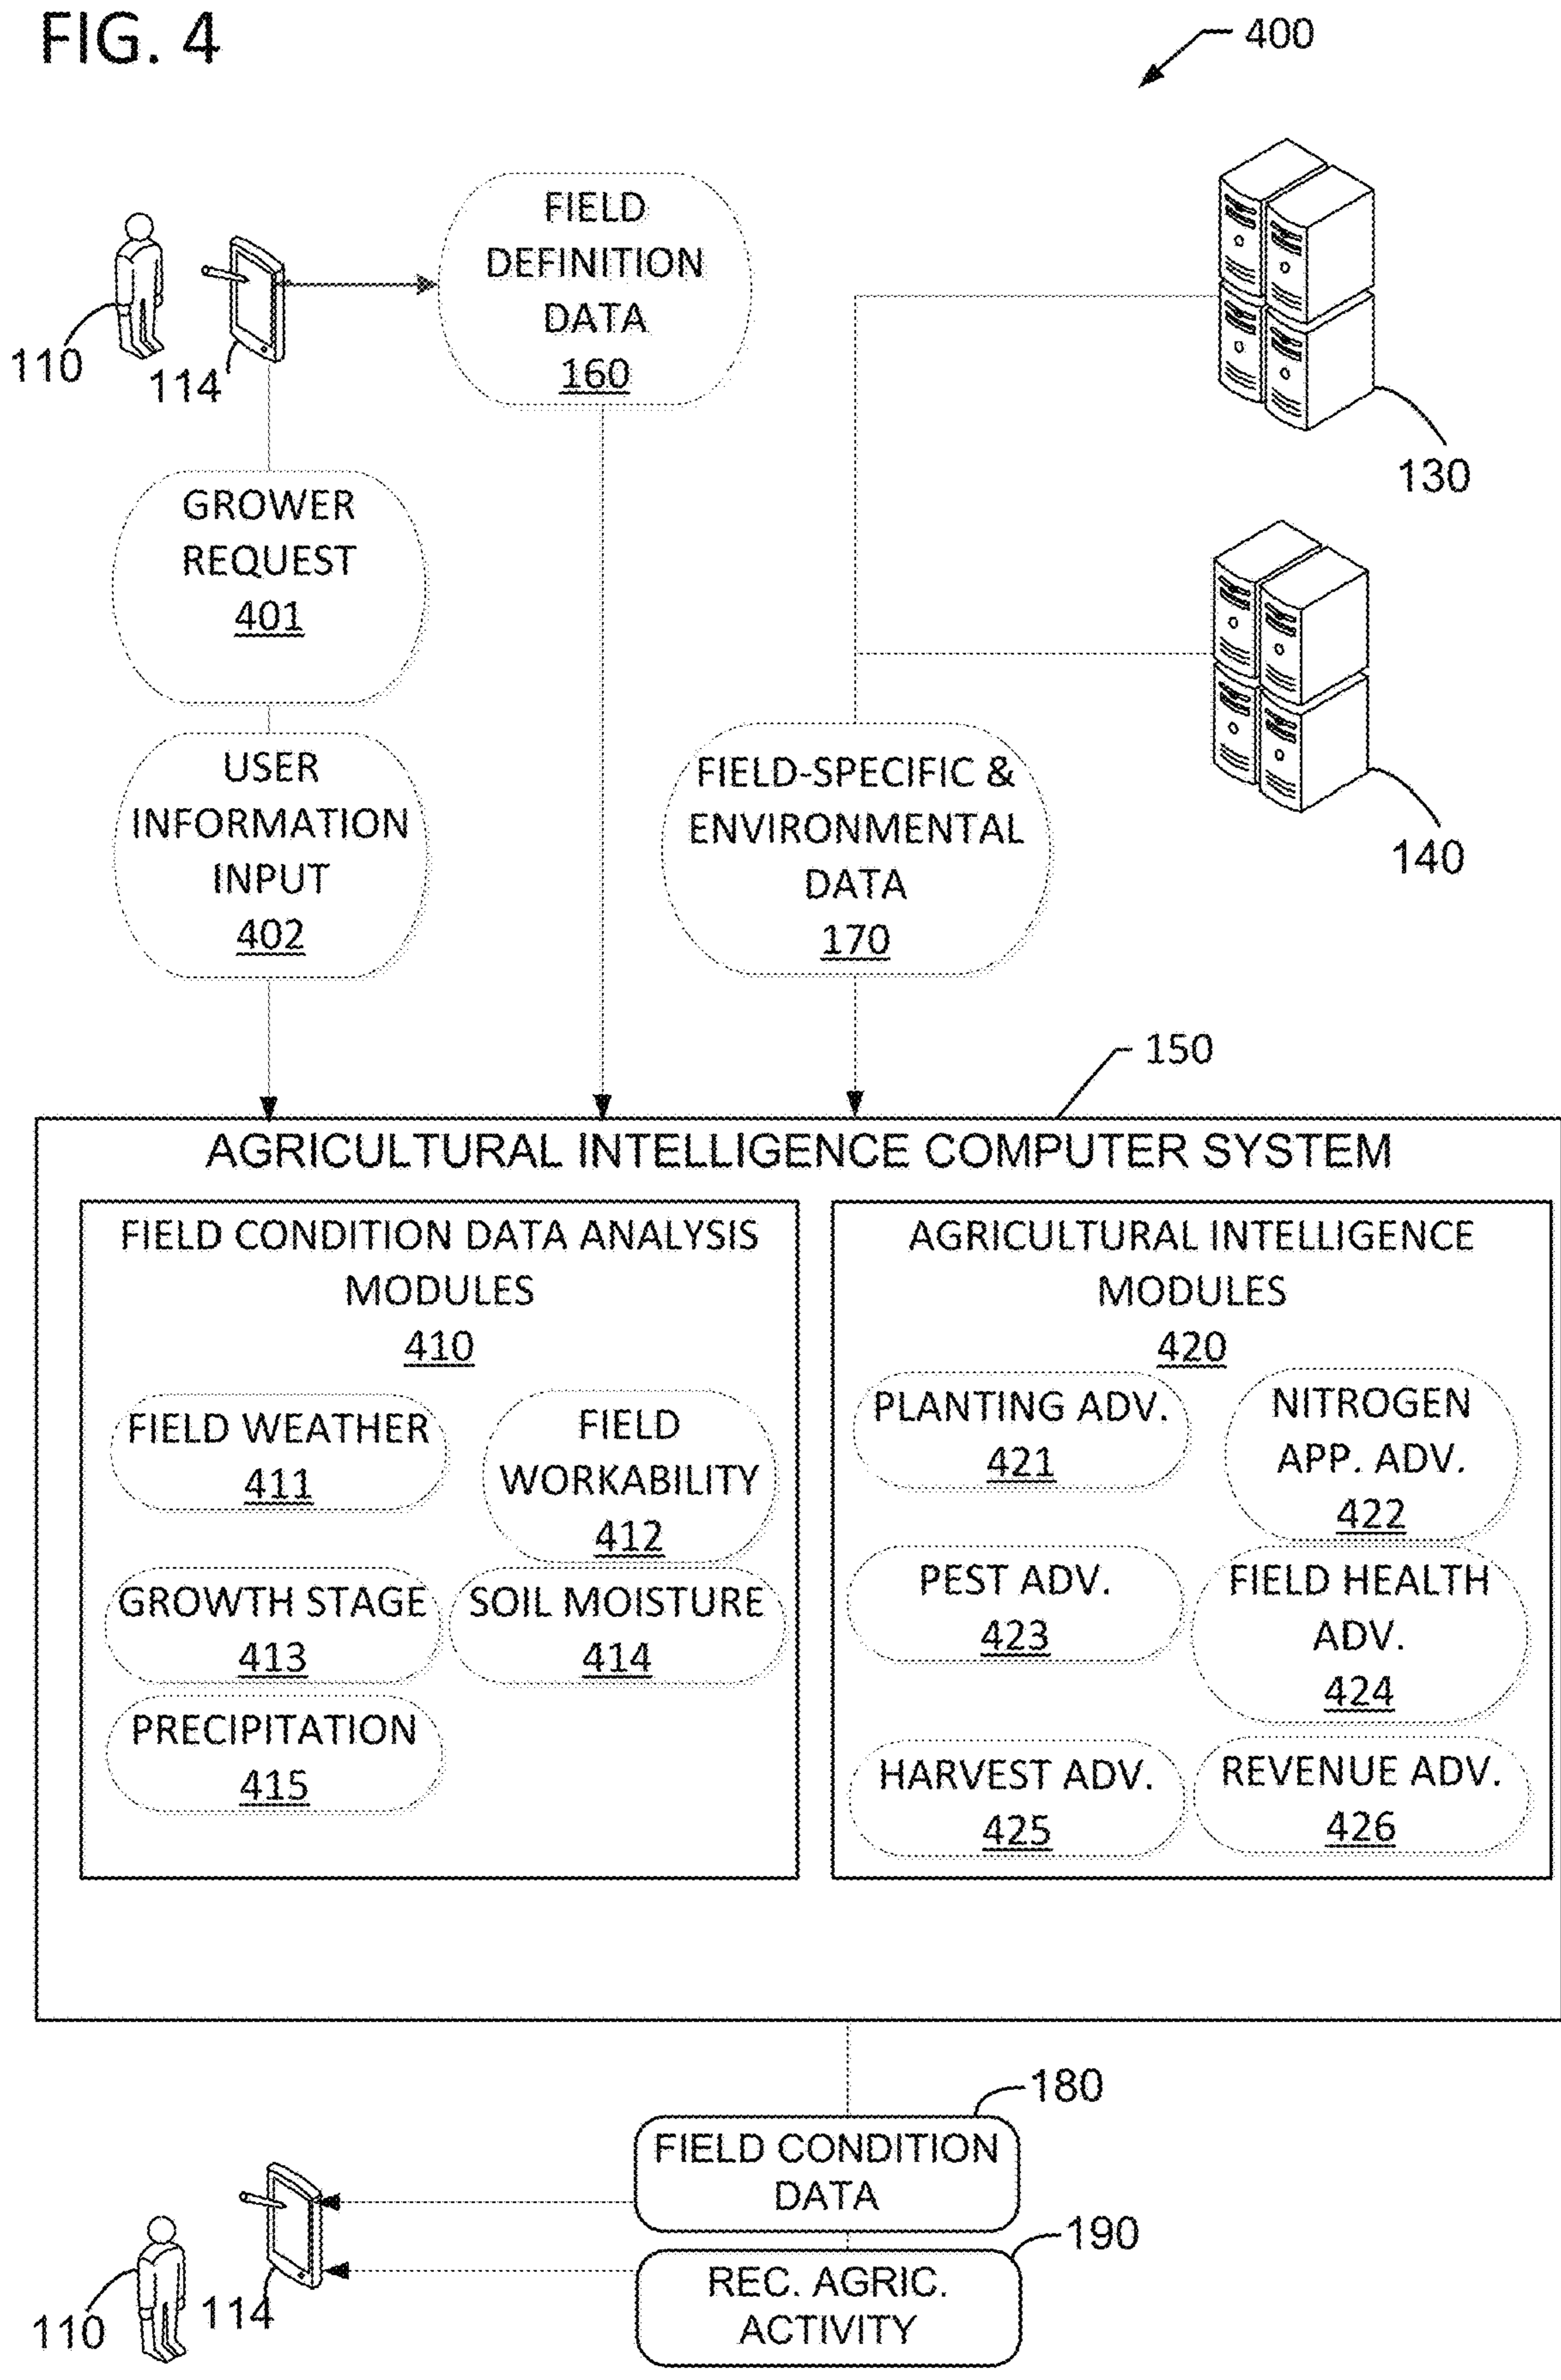 FIG. 4
400
FIELD
DEFINITION
DATA
160
110
114
130
GROWER
REQUEST
401
USER
INFORMATION
INPUT
402
FIELD-SPECIFIC &
ENVIRONMENTAL
DATA
170
140
150
AGRICULTURAL INTELLIGENCE COMPUTER SYSTEM
FIELD CONDITION DATA ANALYSIS
MODULES
410
FIELD WEATHER
411
FIELD
WORKABILITY
412
GROWTH STAGE
413
SOIL MOISTURE
414
PRECIPITATION
415
AGRICULTURAL INTELLIGENCE
MODULES
420
PLANTING ADV.
421
NITROGEN
APP. ADV.
422
PEST ADV.
423
FIELD HEALTH
ADV.
424
HARVEST ADV.
425
REVENUE ADV.
426
180
FIELD CONDITION
DATA
190
REC. AGRIC.
ACTIVITY
114
110